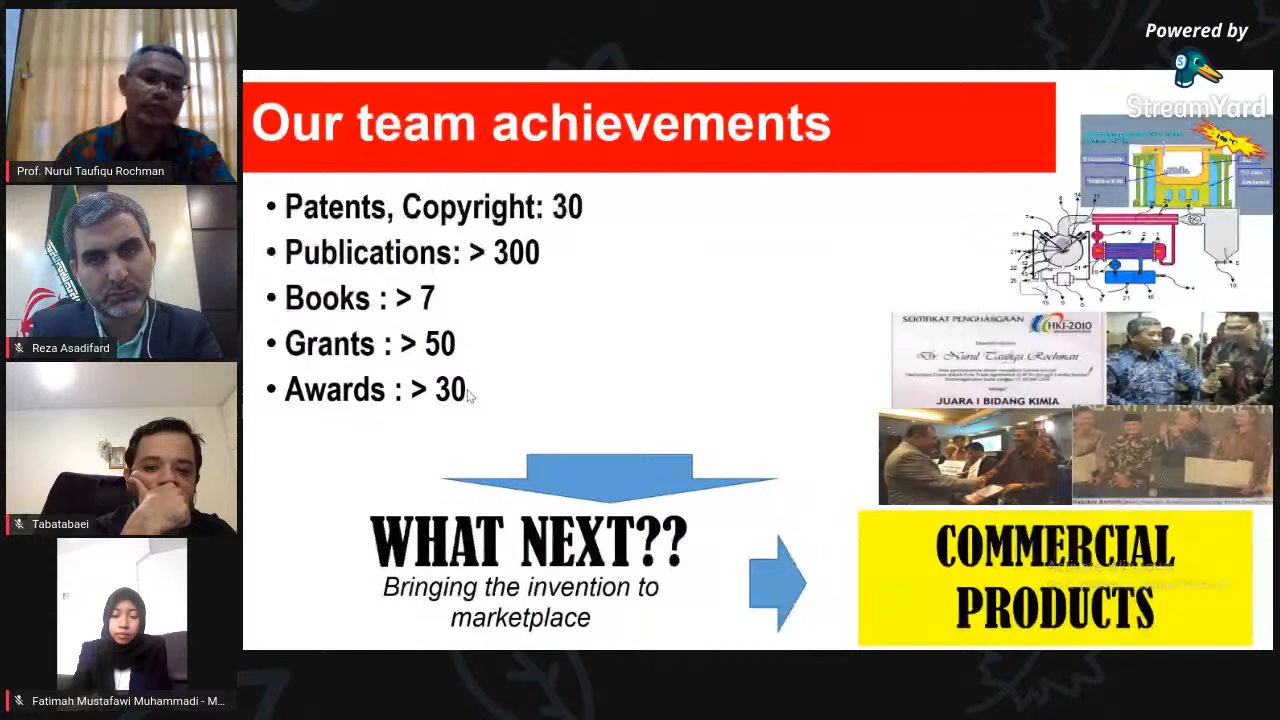 Powered by
StreamYard
Prof. Nurul Taufiqu Rochman
Reza Asadifard
Tabatabaei
Fatimah Mustafawi Muhammadi - M...
Our team achievements
• Patents, Copyright: 30
• Publications: > 300
• Books : > 7
• Grants : > 50
• Awards : > 30
SERTIFIKAT PENGHARGAAN
HKI-2010
Dr. Nurul Taufiqu Rochman
JUARA I BIDANG KIMIA
WHAT NEXT??
Bringing the invention to
marketplace
COMMERCIAL
PRODUCTS